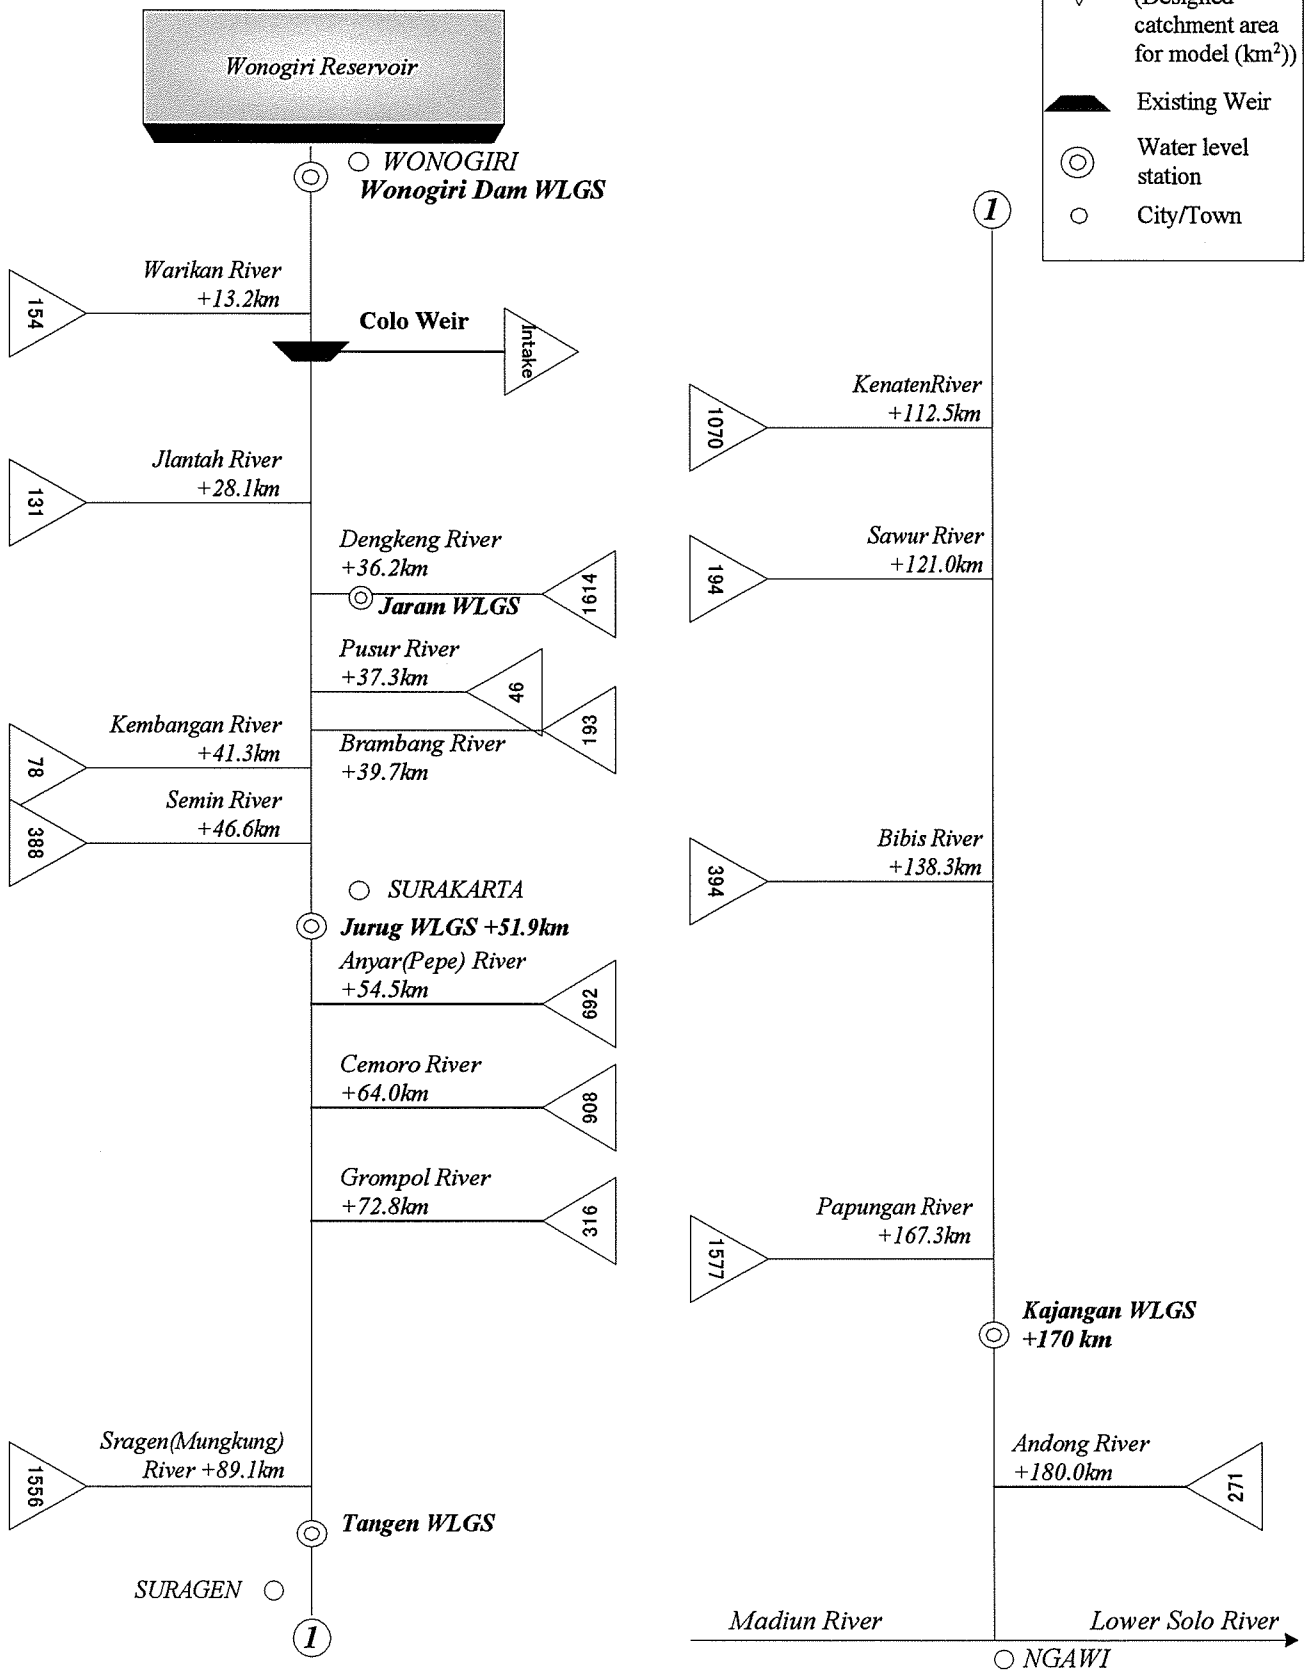 Wonogiri Reservoir
WONOGIRI
Wonogiri Dam WLGS
Warikan River
+13.2km
154
Colo Weir
Intake
Jlantah River
+28.1km
131
Dengkeng River
+36.2km
1614
Jaram WLGS
Pusur River
+37.3km
46
Kembangan River
+41.3km
78
193
Brambang River
+39.7km
Semin River
+46.6km
388
SURAKARTA
Jurug WLGS +51.9km
Anyar(Pepe) River
+54.5km
692
Cemoro River
+64.0km
908
Grompol River
+72.8km
316
Sragen(Mungkung)
River +89.1km
1556
Tangen WLGS
SURAGEN
1
catchment area
for model (km²))
Existing Weir
Water level
station
City/Town
1
KenatenRiver
+112.5km
1070
Sawur River
+121.0km
194
Bibis River
+138.3km
394
Papungan River
+167.3km
1577
Kajangan WLGS
+170 km
Andong River
+180.0km
271
Madiun River
Lower Solo River
NGAWI